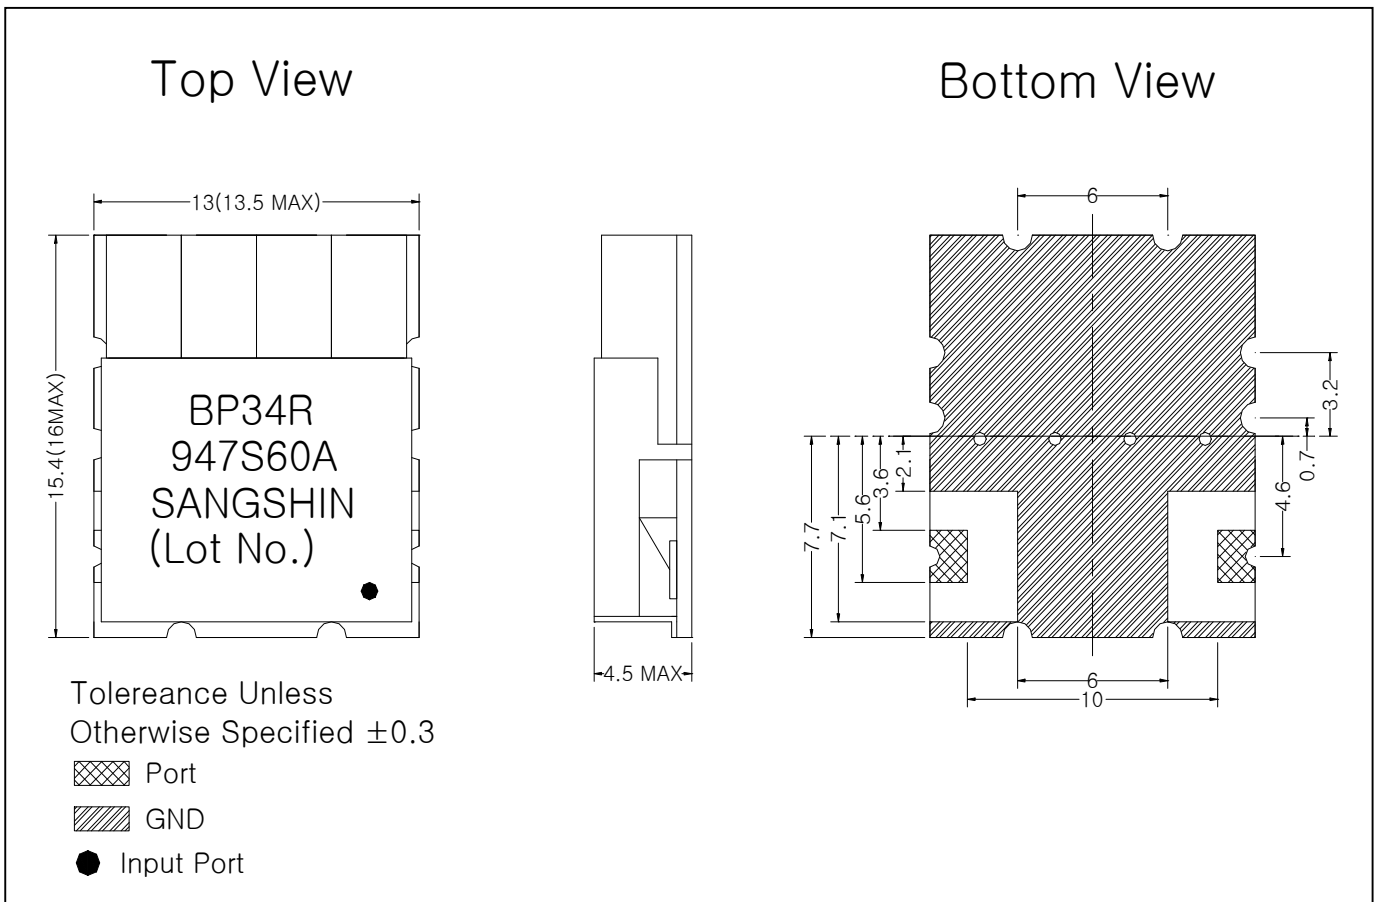 Top View
Bottom View
13(13.5 MAX)
15.4(16MAX)
BP34R
947S60A
SANGSHIN
(Lot No.)
4.5 MAX
6
3.2
0.7
4.6
2.1
3.6
5.6
7.1
7.7
6
10
Tolereance Unless
Otherwise Specified ±0.3
Port
GND
Input Port